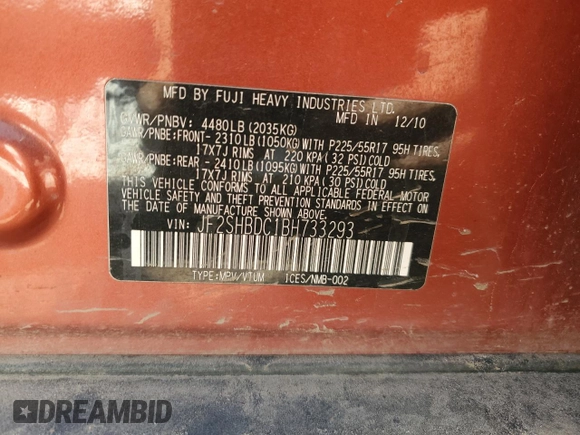 MFD BY FUJI HEAVY INDUSTRIES LTD.
GVWR/PNBV: 4480LB(2035KG) MFD. IN 12/10
GAWR/PNBE:FRONT-2310LB(1050KG)WITH P225/55R17 95H TIRES,
17X7J RIMS AT 220 KPA(32 PSI)COLD
GAWR/PNBE:REAR -2410LB(1095KG)WITH P225/55R17 95H TIRES,
17X7J RIMS AT 210 KPA(30 PSI)COLD
THIS VEHICLE CONFORMS TO ALL APPLICABLE FEDERAL MOTOR
VEHICLE SAFETY AND THEFT PREVENTION STANDARDS IN EFFECT
ON THE DATE OF MANUFACTURE SHOWN ABOVE.
VIN: JF2SHBDC1BH733293
TYPE:MPV/VTUM ICES/NMB-002
DREAMBID